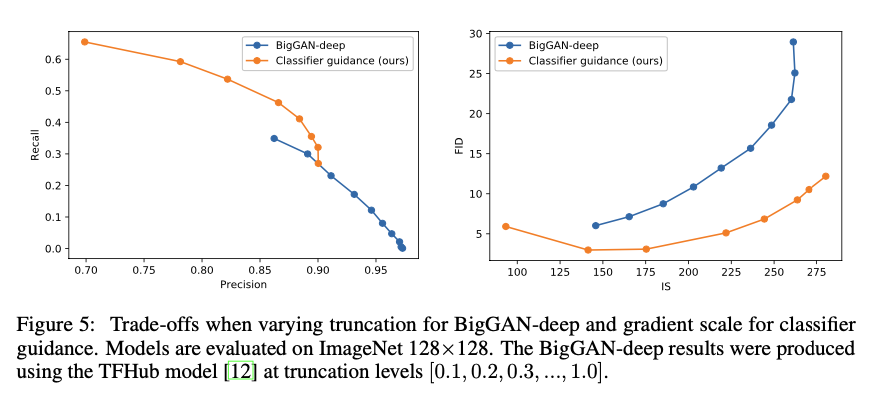 BigGAN-deep
Classifier guidance (ours)
0.6
0.5
0.4
0.3
0.2
0.1
0.0
Recall
0.70 0.75 0.80 0.85 0.90 0.95
Precision
BigGAN-deep
Classifier guidance (ours)
30
25
20
15
10
5
FID
100 125 150 175 200 225 250 275
IS
Figure 5: Trade-offs when varying truncation for BigGAN-deep and gradient scale for classifier
guidance. Models are evaluated on ImageNet 128×128. The BigGAN-deep results were produced
using the TFHub model [12] at truncation levels [0.1, 0.2, 0.3, ..., 1.0].